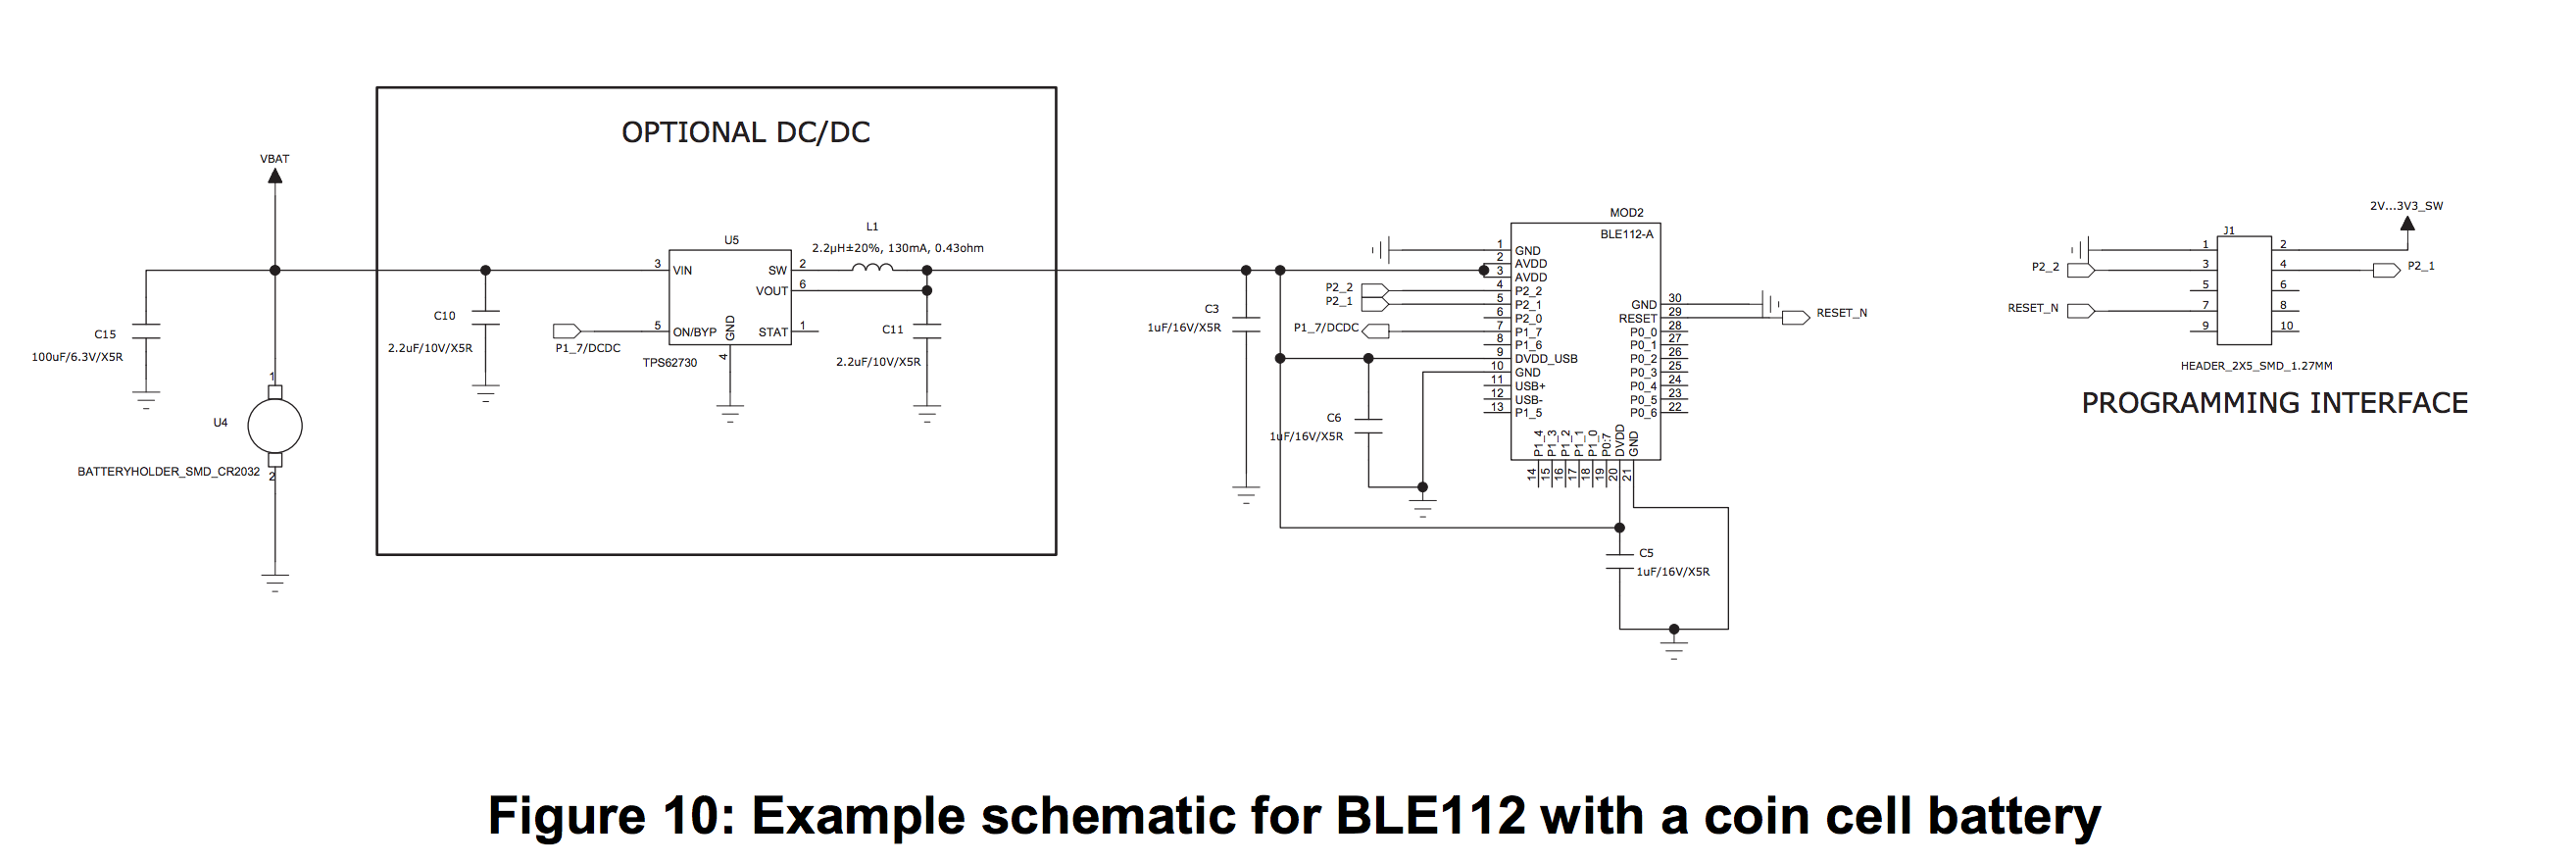 OPTIONAL DC/DC
VBAT
C15
100uF/6.3V/X5R
1
U4
BATTERYHOLDER_SMD_CR2032
2
C10
2.2uF/10V/X5R
P1_7/DCDC
U5
3 VIN
SW 2
VOUT 6
5 ON/BYP
GND
4
STAT 1
TPS62730
L1
2.2µH±20%, 130mA, 0.43ohm
C11
2.2uF/10V/X5R
C3
1uF/16V/X5R
C6
1uF/16V/X5R
P2_2
P2_1
P1_7/DCDC
MOD2
BLE112-A
1 GND
2 AVDD
3 AVDD
4 P2_2
5 P2_1
6 P2_0
7 P1_7
8 P1_6
9 DVDD_USB
10 GND
11 USB+
12 USB-
13 P1_5
14 P1_4
15 P1_3
16 P1_2
17 P1_1
18 P1_0
19 P0:7
20 DVDD
21 GND
GND 30
RESET 29
P0_0 28
P0_1 27
P0_2 26
P0_3 25
P0_4 24
P0_5 23
P0_6 22
RESET_N
C5
1uF/16V/X5R
2V...3V3_SW
J1
1 2
P2_2 3 4 P2_1
5 6
RESET_N 7 8
9 10
HEADER_2X5_SMD_1.27MM
PROGRAMMING INTERFACE
Figure 10: Example schematic for BLE112 with a coin cell battery